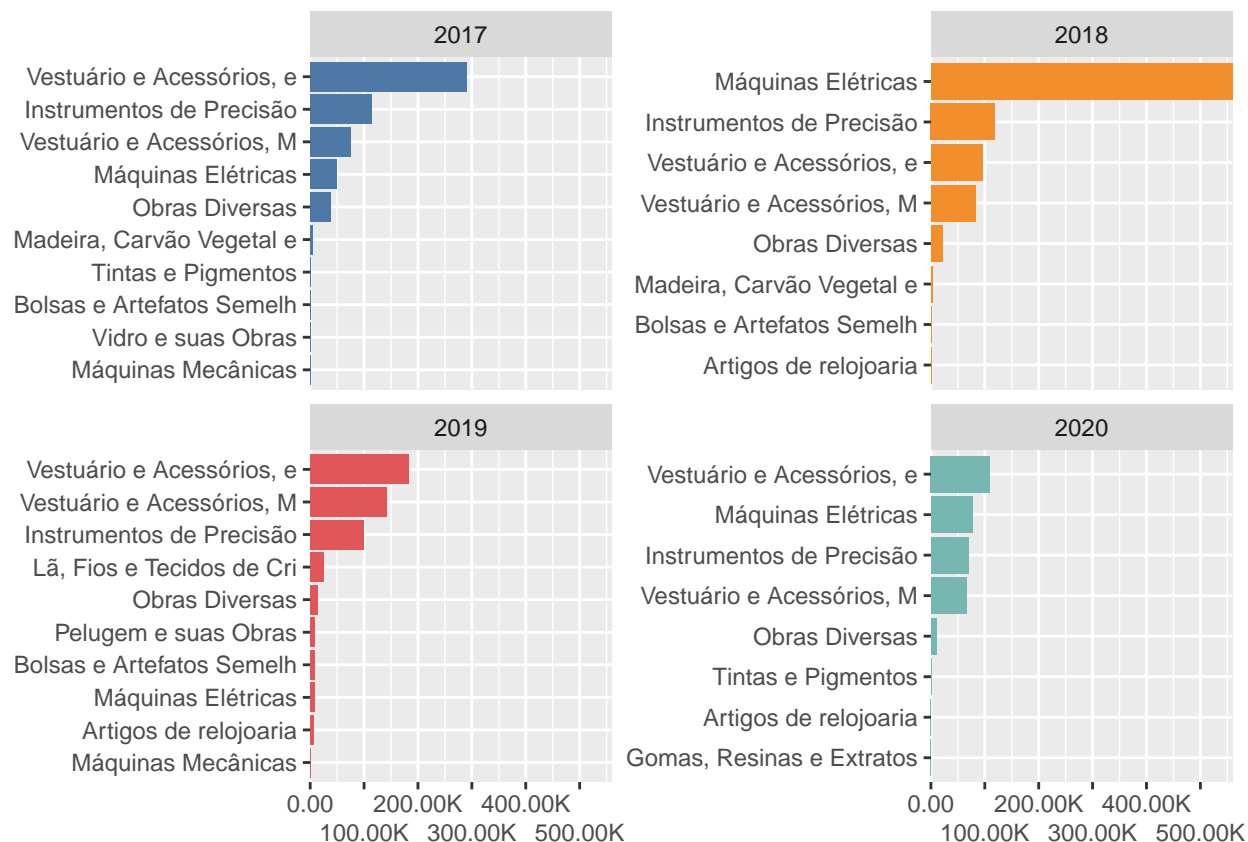 2017
Vestuário e Acessórios, e
Instrumentos de Precisão
Vestuário e Acessórios, M
Máquinas Elétricas
Obras Diversas
Madeira, Carvão Vegetal e
Tintas e Pigmentos
Bolsas e Artefatos Semelh
Vidro e suas Obras
Máquinas Mecânicas
2018
Máquinas Elétricas
Instrumentos de Precisão
Vestuário e Acessórios, e
Vestuário e Acessórios, M
Obras Diversas
Madeira, Carvão Vegetal e
Bolsas e Artefatos Semelh
Artigos de relojoaria
2019
Vestuário e Acessórios, e
Vestuário e Acessórios, M
Instrumentos de Precisão
Lã, Fios e Tecidos de Cri
Obras Diversas
Pelugem e suas Obras
Bolsas e Artefatos Semelh
Máquinas Elétricas
Artigos de relojoaria
Máquinas Mecânicas
0.00 200.00K 400.00K
100.00K 300.00K 500.00K
2020
Vestuário e Acessórios, e
Máquinas Elétricas
Instrumentos de Precisão
Vestuário e Acessórios, M
Obras Diversas
Tintas e Pigmentos
Artigos de relojoaria
Gomas, Resinas e Extratos
0.00 200.00K 400.00K
100.00K 300.00K 500.00K